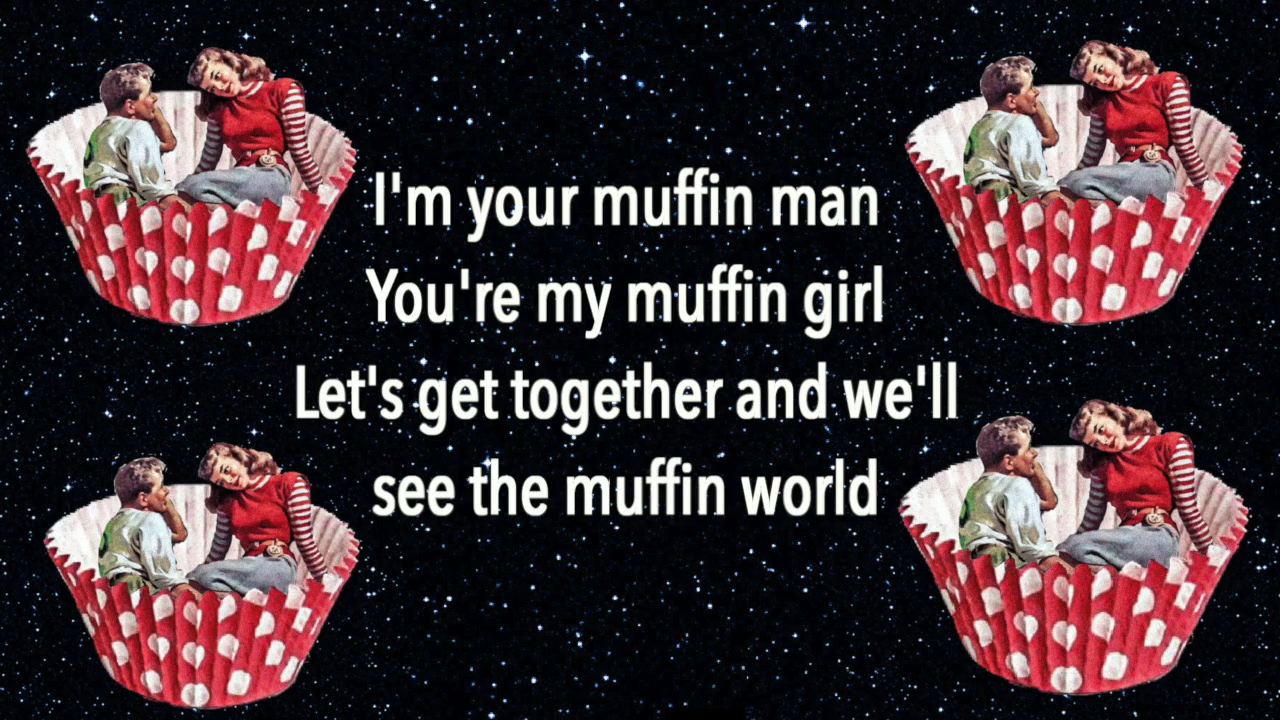 I'm your muffin man
You're my muffin girl
Let's get together and we'll
see the muffin world